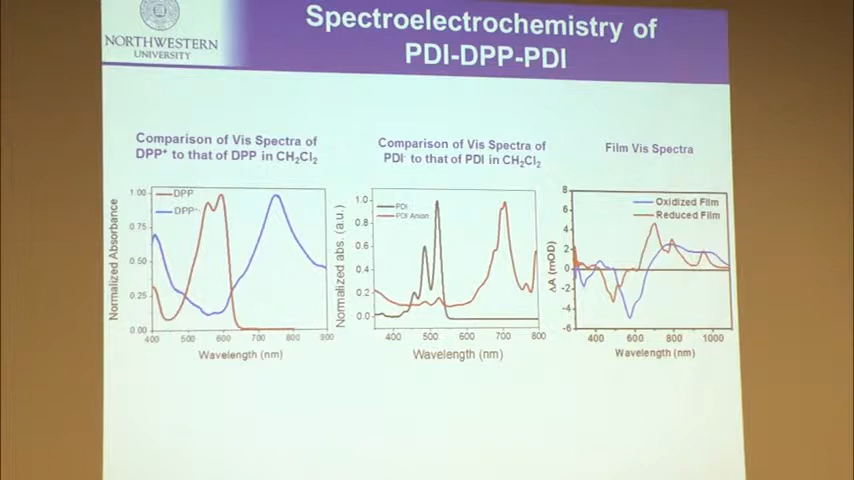 Spectroelectrochemistry of
PDI-DPP-PDI
NORTHWESTERN
UNIVERSITY
Comparison of Vis Spectra of
DPP⁺ to that of DPP in CH₂Cl₂
Normalized Absorbance
1.00
0.75
0.50
0.25
0.00
DPP
DPP⁺
400 500 600 700 800 900
Wavelength (nm)
Comparison of Vis Spectra of
PDI⁻ to that of PDI in CH₂Cl₂
Normalized abs. (a.u.)
1.0
0.8
0.6
0.4
0.2
0.0
PDI
PDI Anion
400 500 600 700 800
Wavelength (nm)
Film Vis Spectra
ΔA (mOD)
8
6
4
2
0
-2
-4
-6
Oxidized Film
Reduced Film
400 600 800 1000
Wavelength (nm)